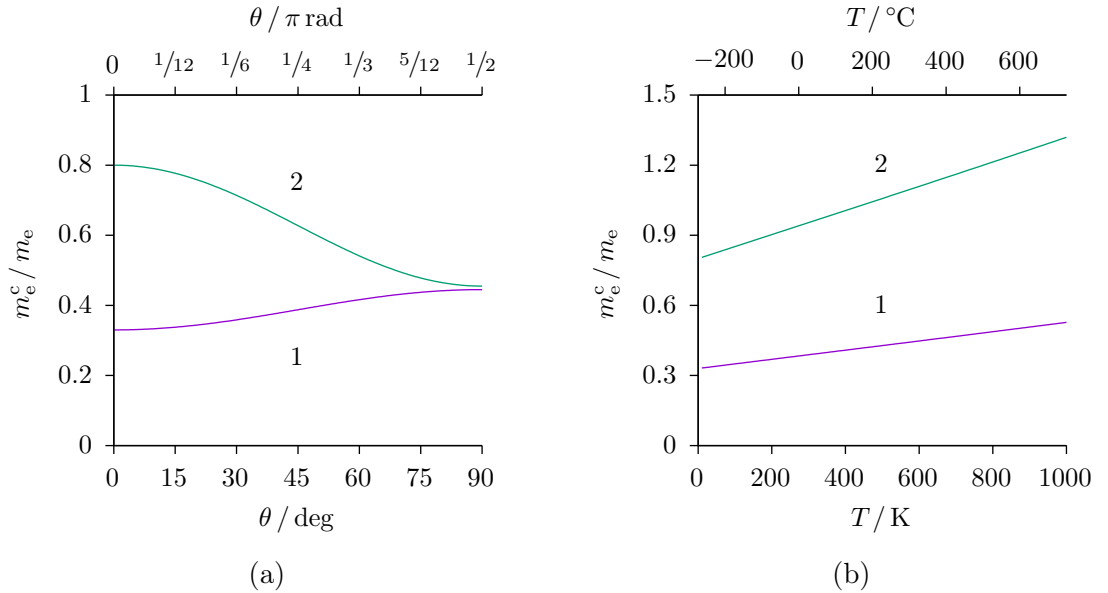 θ / π rad
0 1/12 1/6 1/4 1/3 5/12 1/2
1
0.8
0.6
0.4
0.2
0
m_e^c / m_e
2
1
0 15 30 45 60 75 90
θ / deg
(a)
T / °C
−200 0 200 400 600
1.5
1.2
0.9
0.6
0.3
0
m_e^c / m_e
2
1
0 200 400 600 800 1000
T / K
(b)